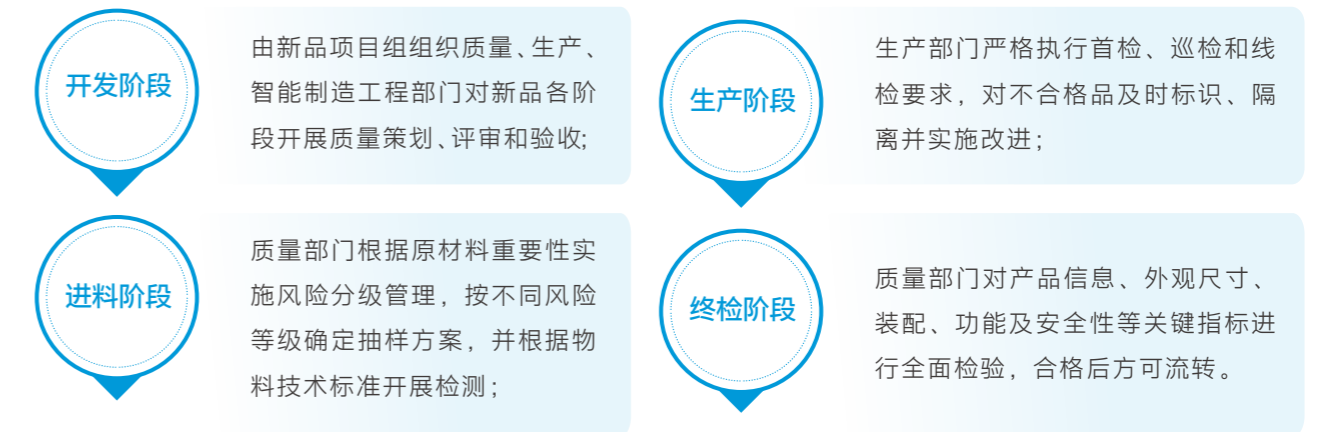 开发阶段
由新品项目组组织质量、生产、
智能制造工程部门对新品各阶
段开展质量策划、评审和验收;
进料阶段
质量部门根据原材料重要性实
施风险分级管理，按不同风险
等级确定抽样方案，并根据物
料技术标准开展检测；
生产阶段
生产部门严格执行首检、巡检和线
检要求，对不合格品及时标识、隔
离并实施改进；
终检阶段
质量部门对产品信息、外观尺寸、
装配、功能及安全性等关键指标进
行全面检验，合格后方可流转。